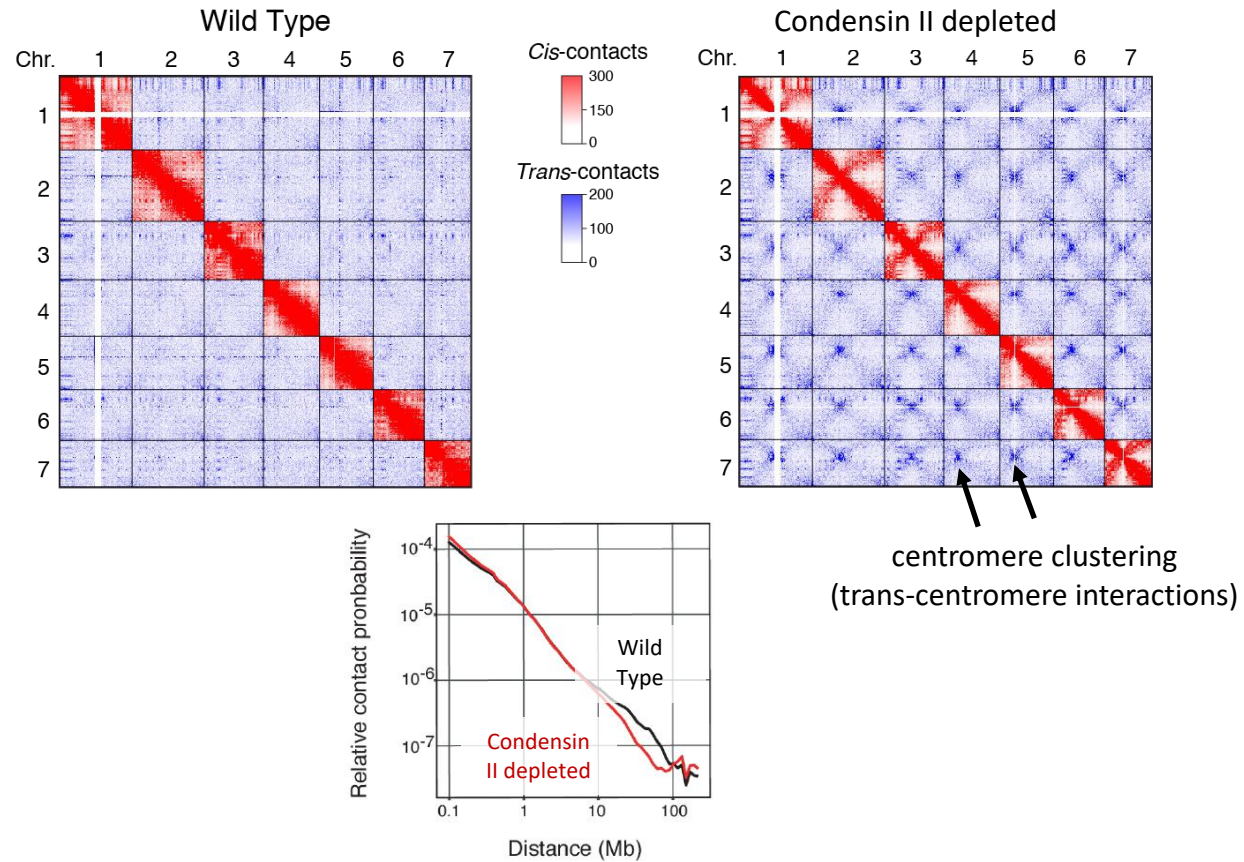 Wild Type
Condensin II depleted
Chr. 1 2 3 4 5 6 7
Cis-contacts
300
150
0
Trans-contacts
200
100
0
Chr. 1 2 3 4 5 6 7
1
2
3
4
5
6
7
1
2
3
4
5
6
7
centromere clustering
(trans-centromere interactions)
Relative contact pronbability
10-4
10-5
10-6
10-7
Wild
Type
Condensin
II depleted
0.1 1 10 100
Distance (Mb)